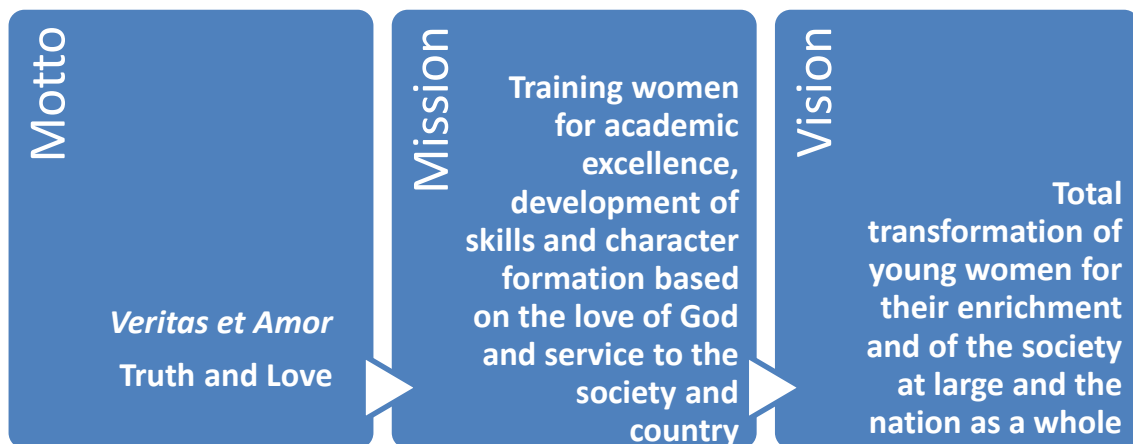 Motto
Veritas et Amor
Truth and Love
Mission
Training women
for academic
excellence,
development of
skills and character
formation based
on the love of God
and service to the
society and
country
Vision
Total
transformation of
young women for
their enrichment
and of the society
at large and the
nation as a whole